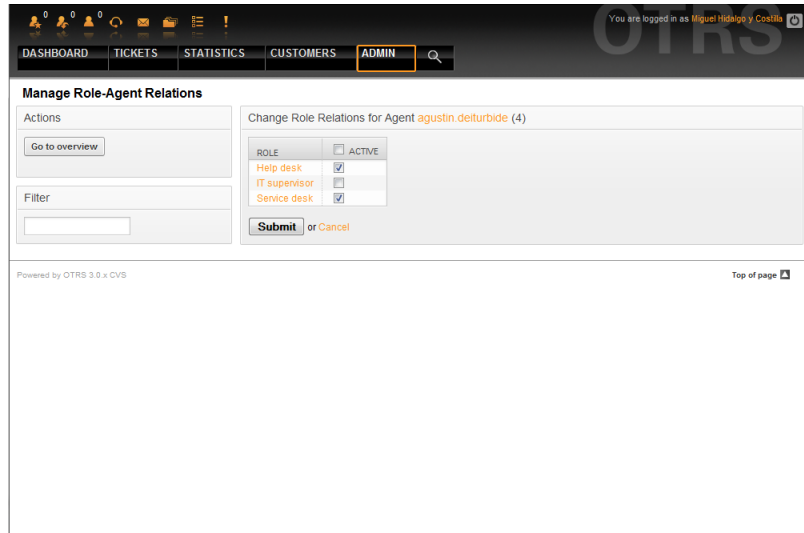 OTRS
0 0 0
You are logged in as Miguel Hidalgo y Costilla
DASHBOARD TICKETS STATISTICS CUSTOMERS ADMIN
Manage Role-Agent Relations
Actions
Go to overview
Filter
Change Role Relations for Agent agustin.deiturbide (4)
ROLE ACTIVE
Help desk
IT supervisor
Service desk
Submit or Cancel
Powered by OTRS 3.0.x CVS
Top of page